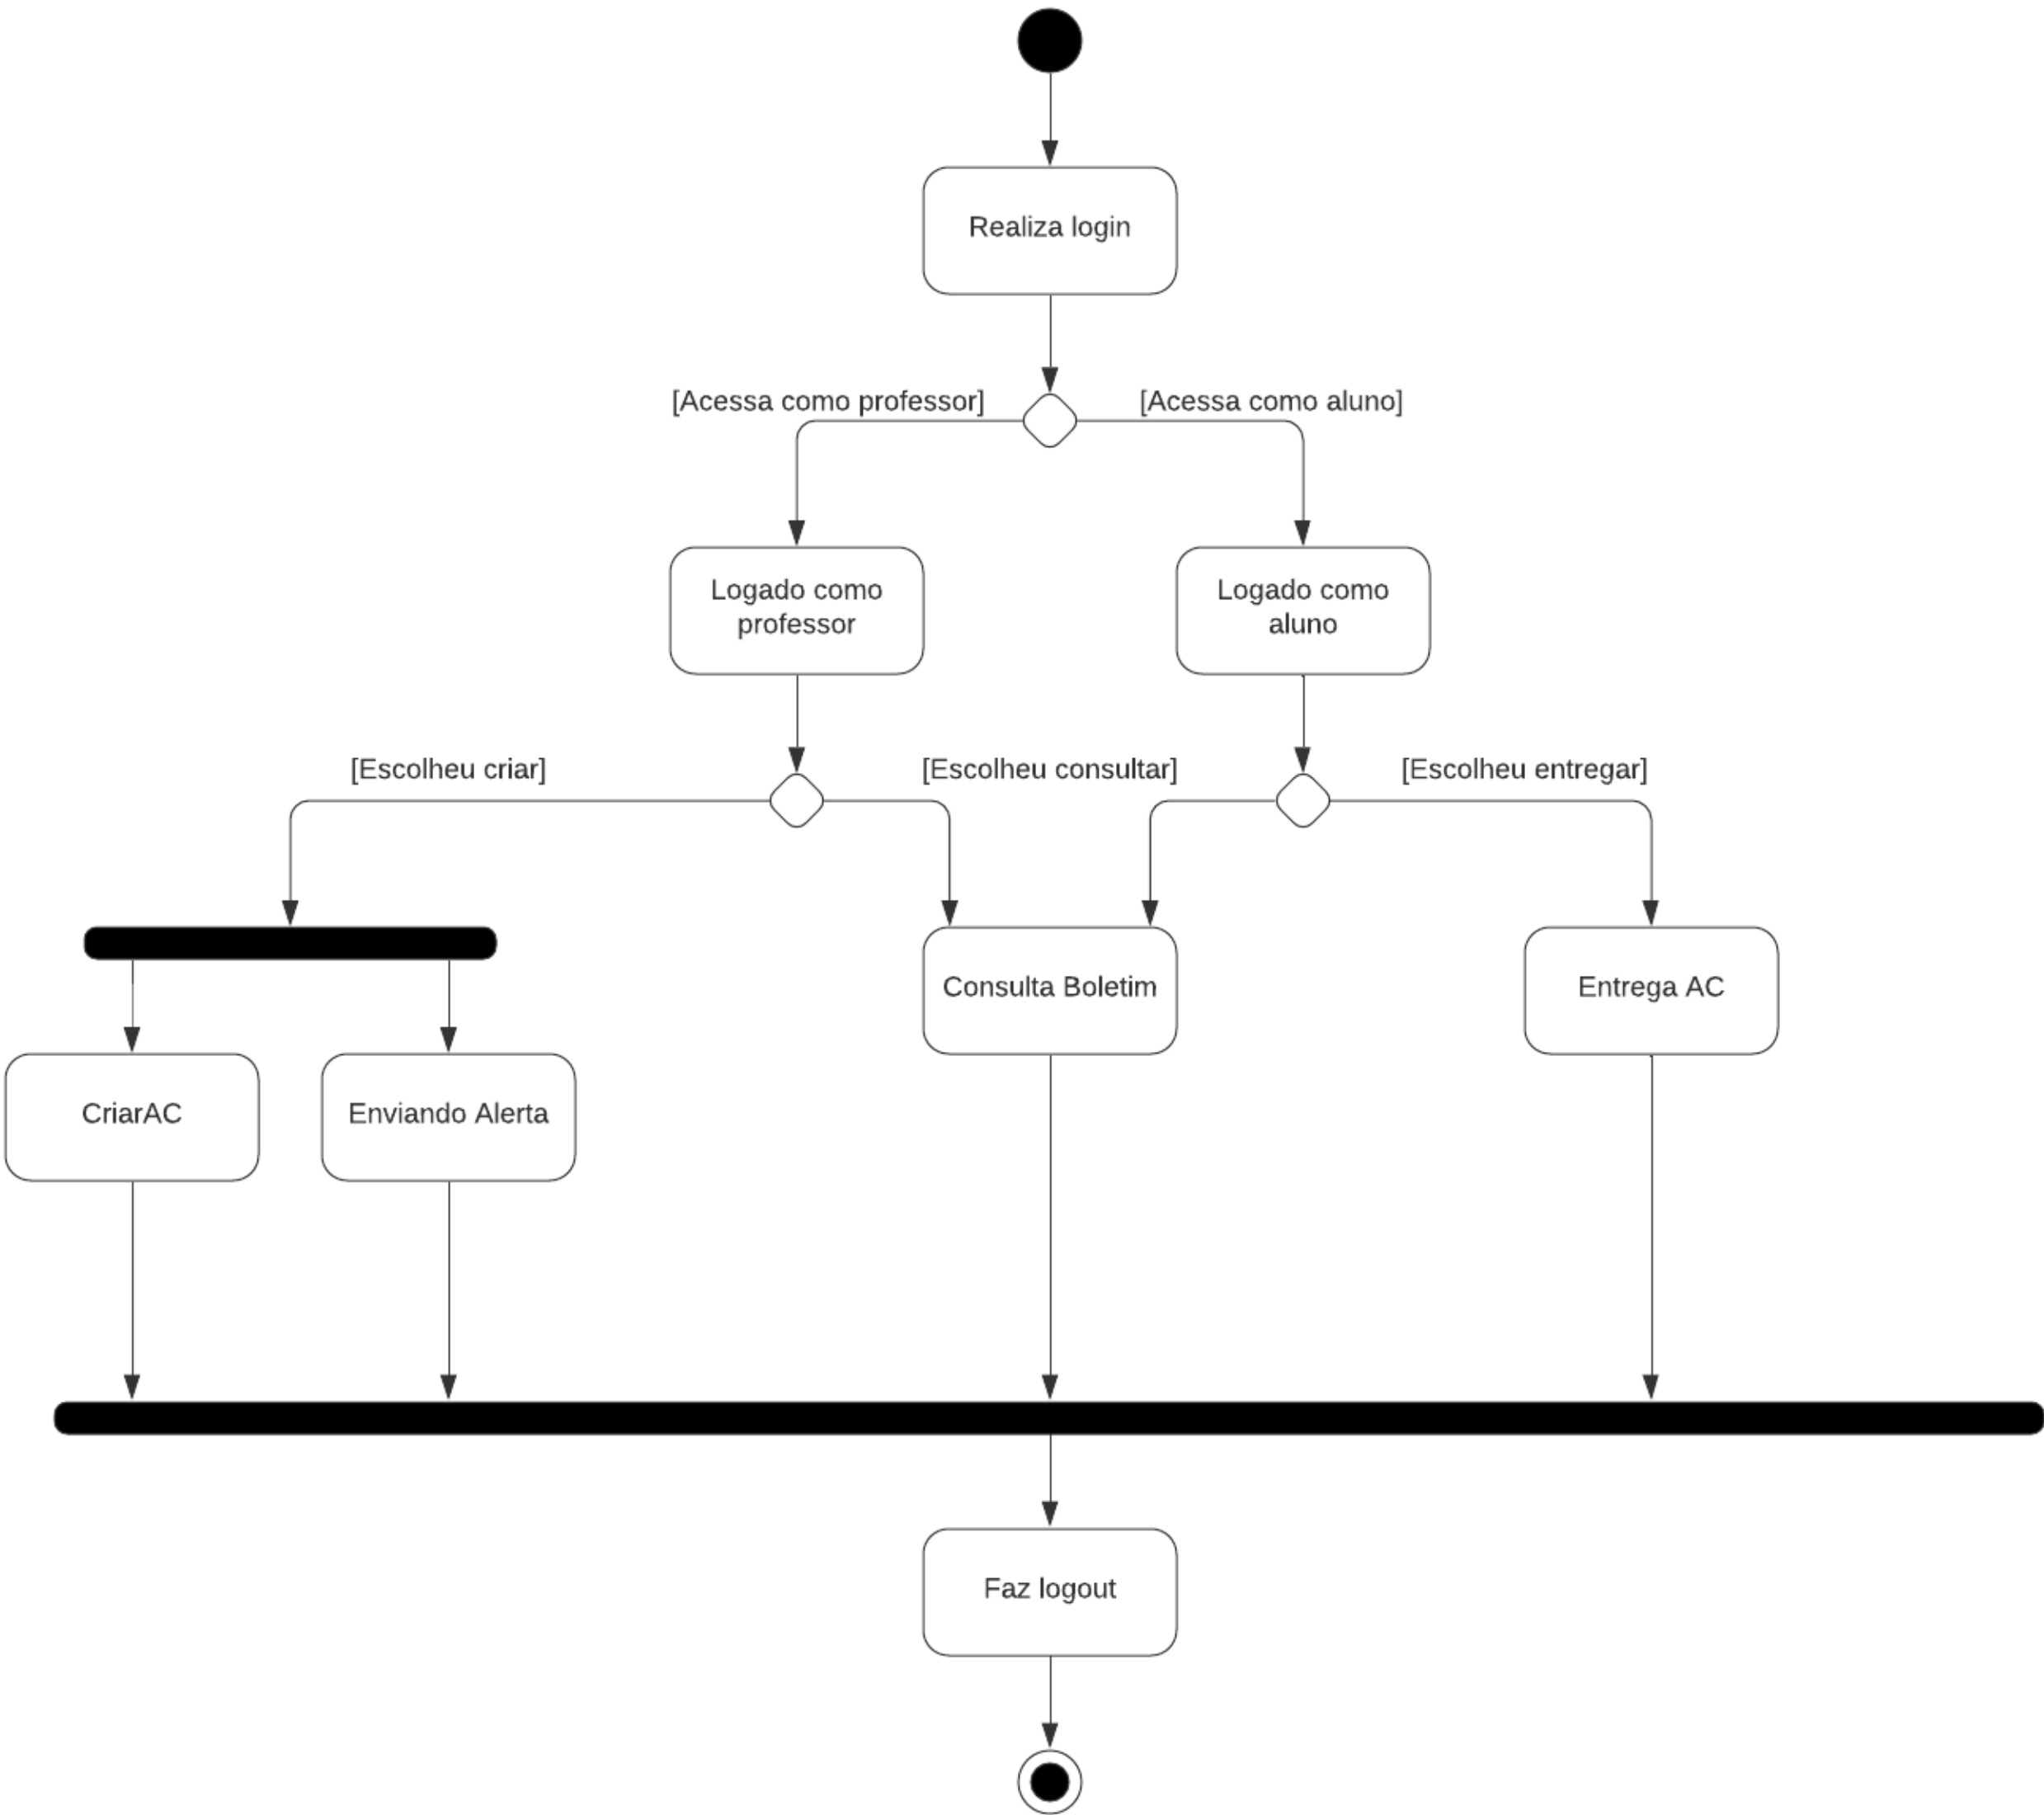 Realiza login
[Acessa como professor]
[Acessa como aluno]
Logado como
professor
Logado como
aluno
[Escolheu criar]
[Escolheu consultar]
[Escolheu entregar]
Consulta Boletim
Entrega AC
CriarAC
Enviando Alerta
Faz logout